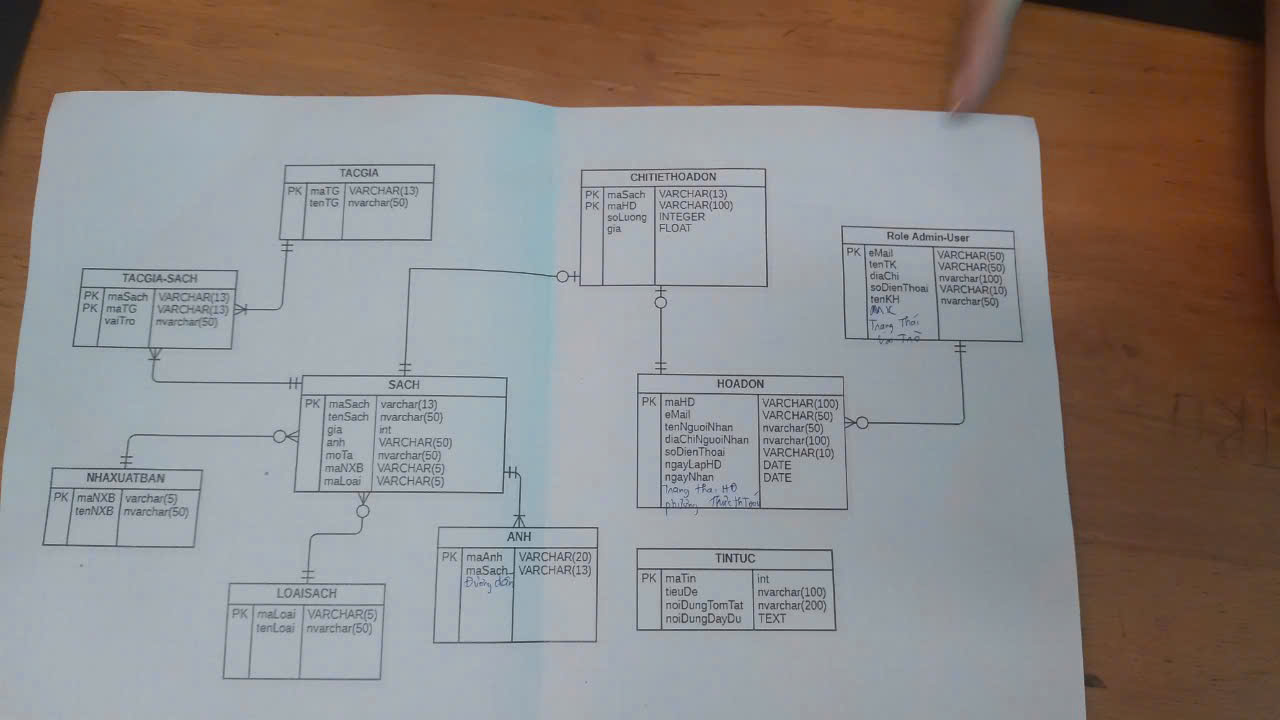 TACGIA
PK maTG VARCHAR(13)
tenTG nvarchar(50)
CHITIETHOADON
PK maSach VARCHAR(13)
PK maHD VARCHAR(100)
soLuong INTEGER
gia FLOAT
Role Admin-User
PK eMail VARCHAR(50)
tenTK VARCHAR(50)
diaChi nvarchar(100)
soDienThoai VARCHAR(10)
tenKH nvarchar(50)
MK
Trạng Thái
Vai Trò
TACGIA-SACH
PK maSach VARCHAR(13)
PK maTG VARCHAR(13)
vaiTro nvarchar(50)
SACH
PK maSach varchar(13)
tenSach nvarchar(50)
gia int
anh VARCHAR(50)
moTa nvarchar(50)
maNXB VARCHAR(5)
maLoai VARCHAR(5)
HOADON
PK maHD VARCHAR(100)
eMail VARCHAR(50)
tenNguoiNhan nvarchar(50)
diaChiNguoiNhan nvarchar(100)
soDienThoai VARCHAR(10)
ngayLapHD DATE
ngayNhan DATE
Trạng thái HĐ
NHAXUATBAN
PK maNXB varchar(5)
tenNXB nvarchar(50)
ANH
PK maAnh VARCHAR(20)
maSach VARCHAR(13)
Đường dẫn
TINTUC
PK maTin int
tieuDe nvarchar(100)
noiDungTomTat nvarchar(200)
noiDungDayDu TEXT
LOAISACH
PK maLoai VARCHAR(5)
tenLoai nvarchar(50)